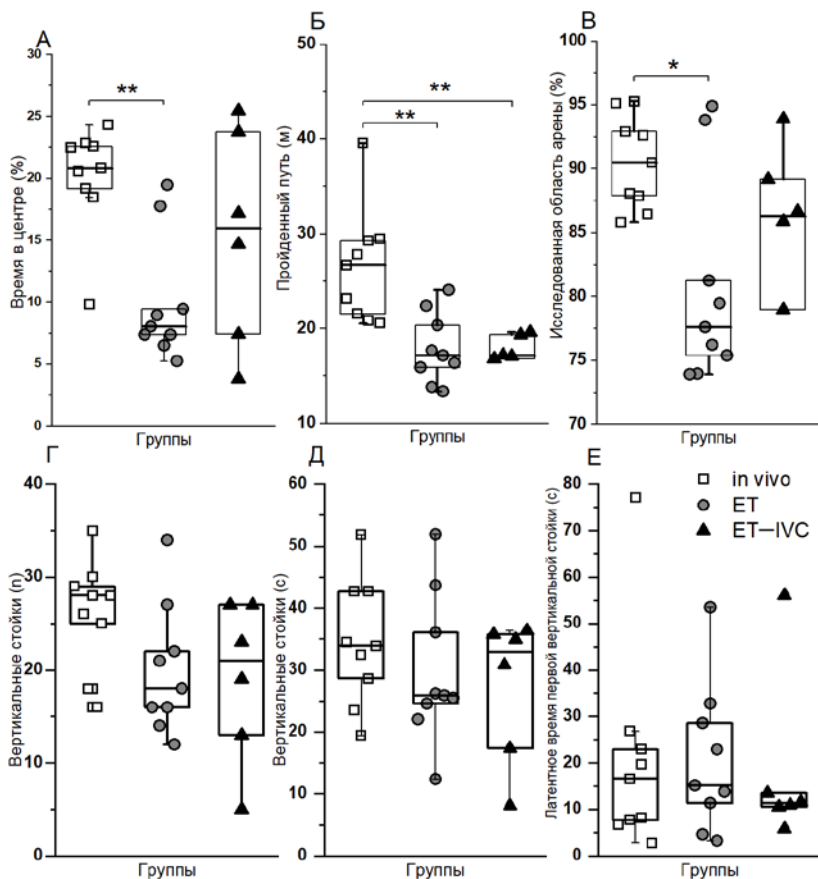 А
Время в центре (%)
30
25
20
15
10
5
0
**
Группы
Б
Пройденный путь (м)
50
40
30
20
10
**
**
Группы
В
Исследованная область арены (%)
100
95
90
85
80
75
70
*
Группы
Г
Вертикальные стойки (n)
40
30
20
10
0
Группы
Д
Вертикальные стойки (с)
60
50
40
30
20
10
0
Группы
Е
Латентное время первой вертикальной стойки (с)
80
70
60
50
40
30
20
10
0
in vivo
ET
ET—IVC
Группы